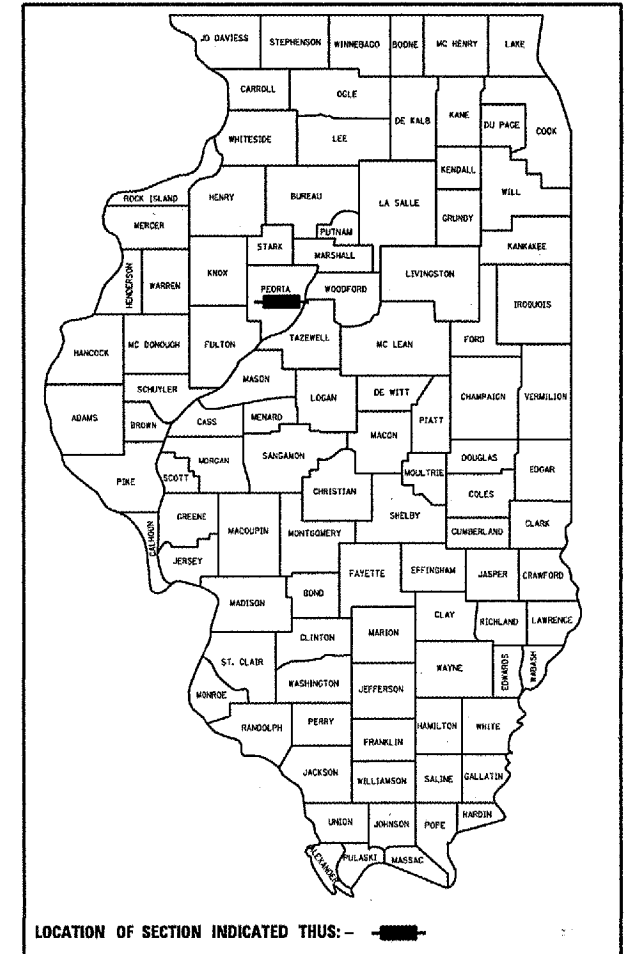 JO DAVIESS STEPHENSON WINNEBAGO BOONE MC HENRY LAKE
CARROLL OGLE DE KALB KANE DU PAGE COOK
WHITESIDE LEE
KENDALL WILL
ROCK ISLAND HENRY BUREAU LA SALLE GRUNDY
MERCER STARK PUTNAM
MARSHALL KANKAKEE
HENDERSON WARREN KNOX PEORIA WOODFORD LIVINGSTON IROQUOIS
HANCOCK MC DONOUGH FULTON TAZEWELL MC LEAN FORD
MASON
SCHUYLER LOGAN DE WITT CHAMPAIGN VERMILION
ADAMS BROWN CASS MENARD MACON PIATT
PIKE SCOTT MORGAN SANGAMON CHRISTIAN MOULTRIE DOUGLAS EDGAR
COLES
CALHOUN GREENE MACOUPIN MONTGOMERY SHELBY CUMBERLAND CLARK
JERSEY FAYETTE EFFINGHAM JASPER CRAWFORD
MADISON BOND
CLINTON MARION CLAY RICHLAND LAWRENCE
ST. CLAIR WASHINGTON JEFFERSON WAYNE EDWARDS WABASH
MONROE
RANDOLPH PERRY FRANKLIN HAMILTON WHITE
JACKSON WILLIAMSON SALINE GALLATIN
UNION JOHNSON POPE HARDIN
ALEXANDER PULASKI MASSAC
LOCATION OF SECTION INDICATED THUS: -